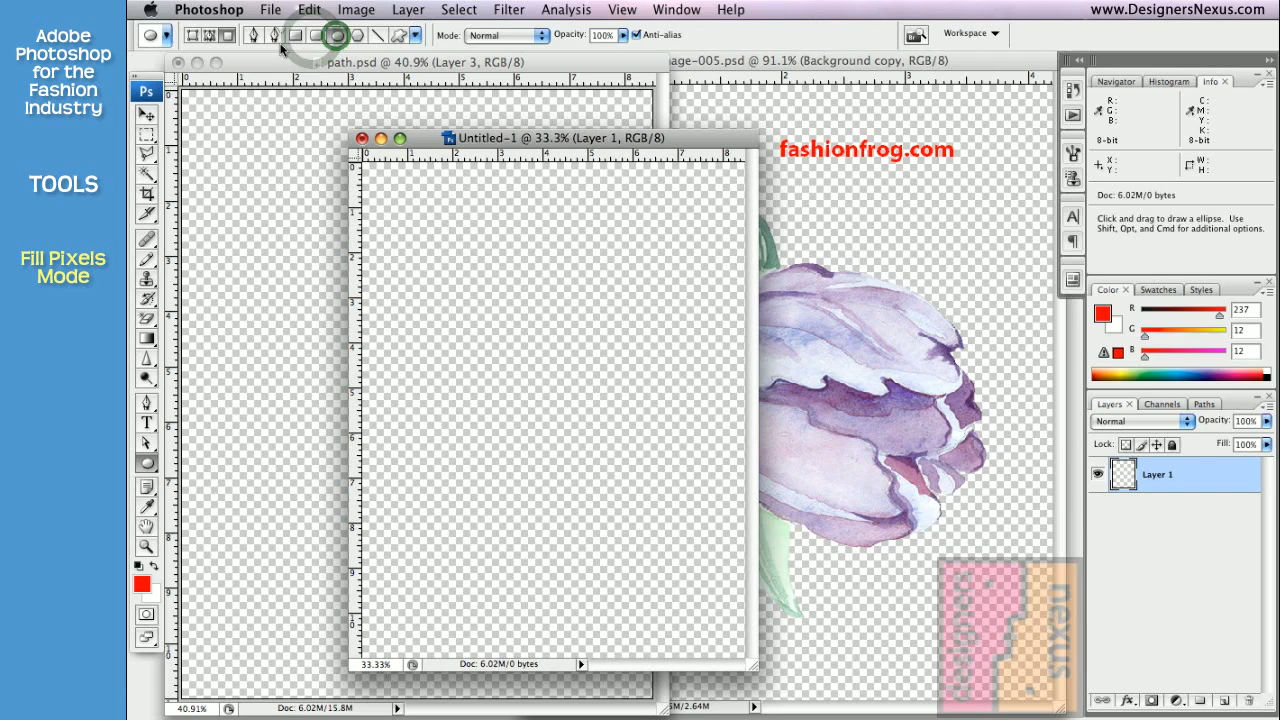 Adobe
Photoshop
for the
Fashion
Industry
TOOLS
Fill Pixels
Mode
Photoshop File Edit Image Layer Select Filter Analysis View Window Help
www.DesignersNexus.com
Mode: Normal Opacity: 100% Anti-alias
Workspace
path.psd @ 40.9% (Layer 3, RGB/8)
age-005.psd @ 91.1% (Background copy, RGB/8)
Untitled-1 @ 33.3% (Layer 1, RGB/8)
fashionfrog.com
Ps
33.33% Doc: 6.02M/0 bytes
40.91% Doc: 6.02M/15.8M
M/2.64M
Navigator Histogram Info
R: C:
G: M:
B: Y:
K:
8-bit 8-bit
X: W:
Y: H:
Doc: 6.02M/0 bytes
Click and drag to draw a ellipse. Use
Shift, Opt, and Cmd for additional options.
Color Swatches Styles
R 237
G 12
B 12
Layers Channels Paths
Normal Opacity: 100%
Lock: Fill: 100%
Layer 1
designers
nexus